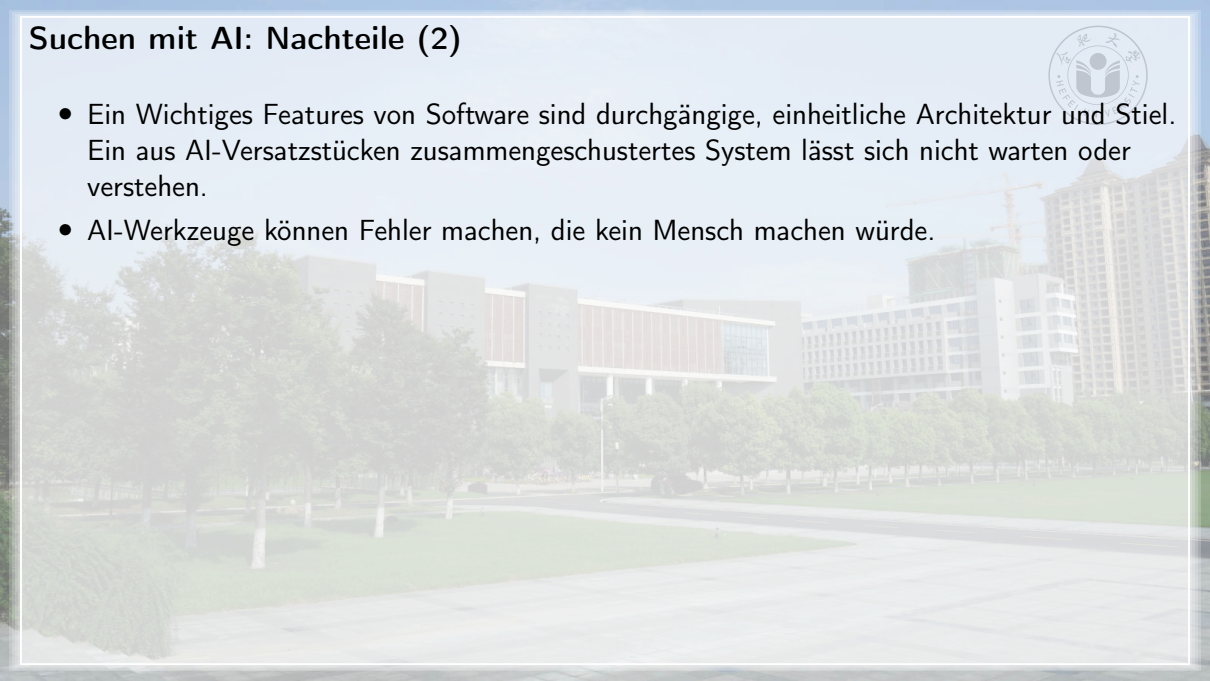 Suchen mit AI: Nachteile (2)
• Ein Wichtiges Features von Software sind durchgängige, einheitliche Architektur und Stiel.
Ein aus AI-Versatzstücken zusammengeschustertes System lässt sich nicht warten oder
verstehen.
• AI-Werkzeuge können Fehler machen, die kein Mensch machen würde.